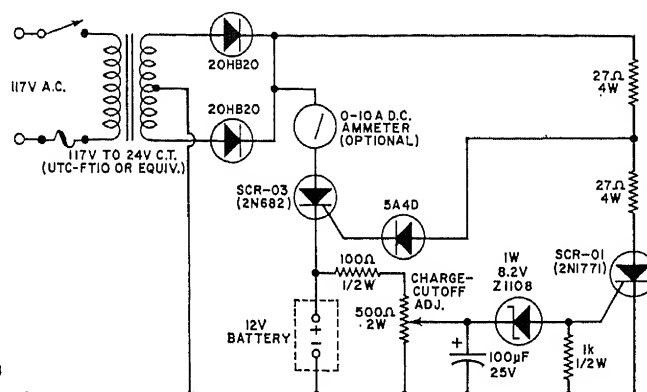 20HB20
117V A.C.
20HB20
117V TO 24V C.T.
(UTC-FT10 OR EQUIV.)
0-10 A D.C.
AMMETER
(OPTIONAL)
27Ω
4W
SCR-03
(2N682)
5A4D
27Ω
4W
100Ω
1/2W
CHARGE-
CUTOFF
ADJ.
1W
8.2V
Z1108
SCR-01
(2N1771)
12V
BATTERY
+
−
500Ω
.2W
+
100μF
25V
1k
1/2W